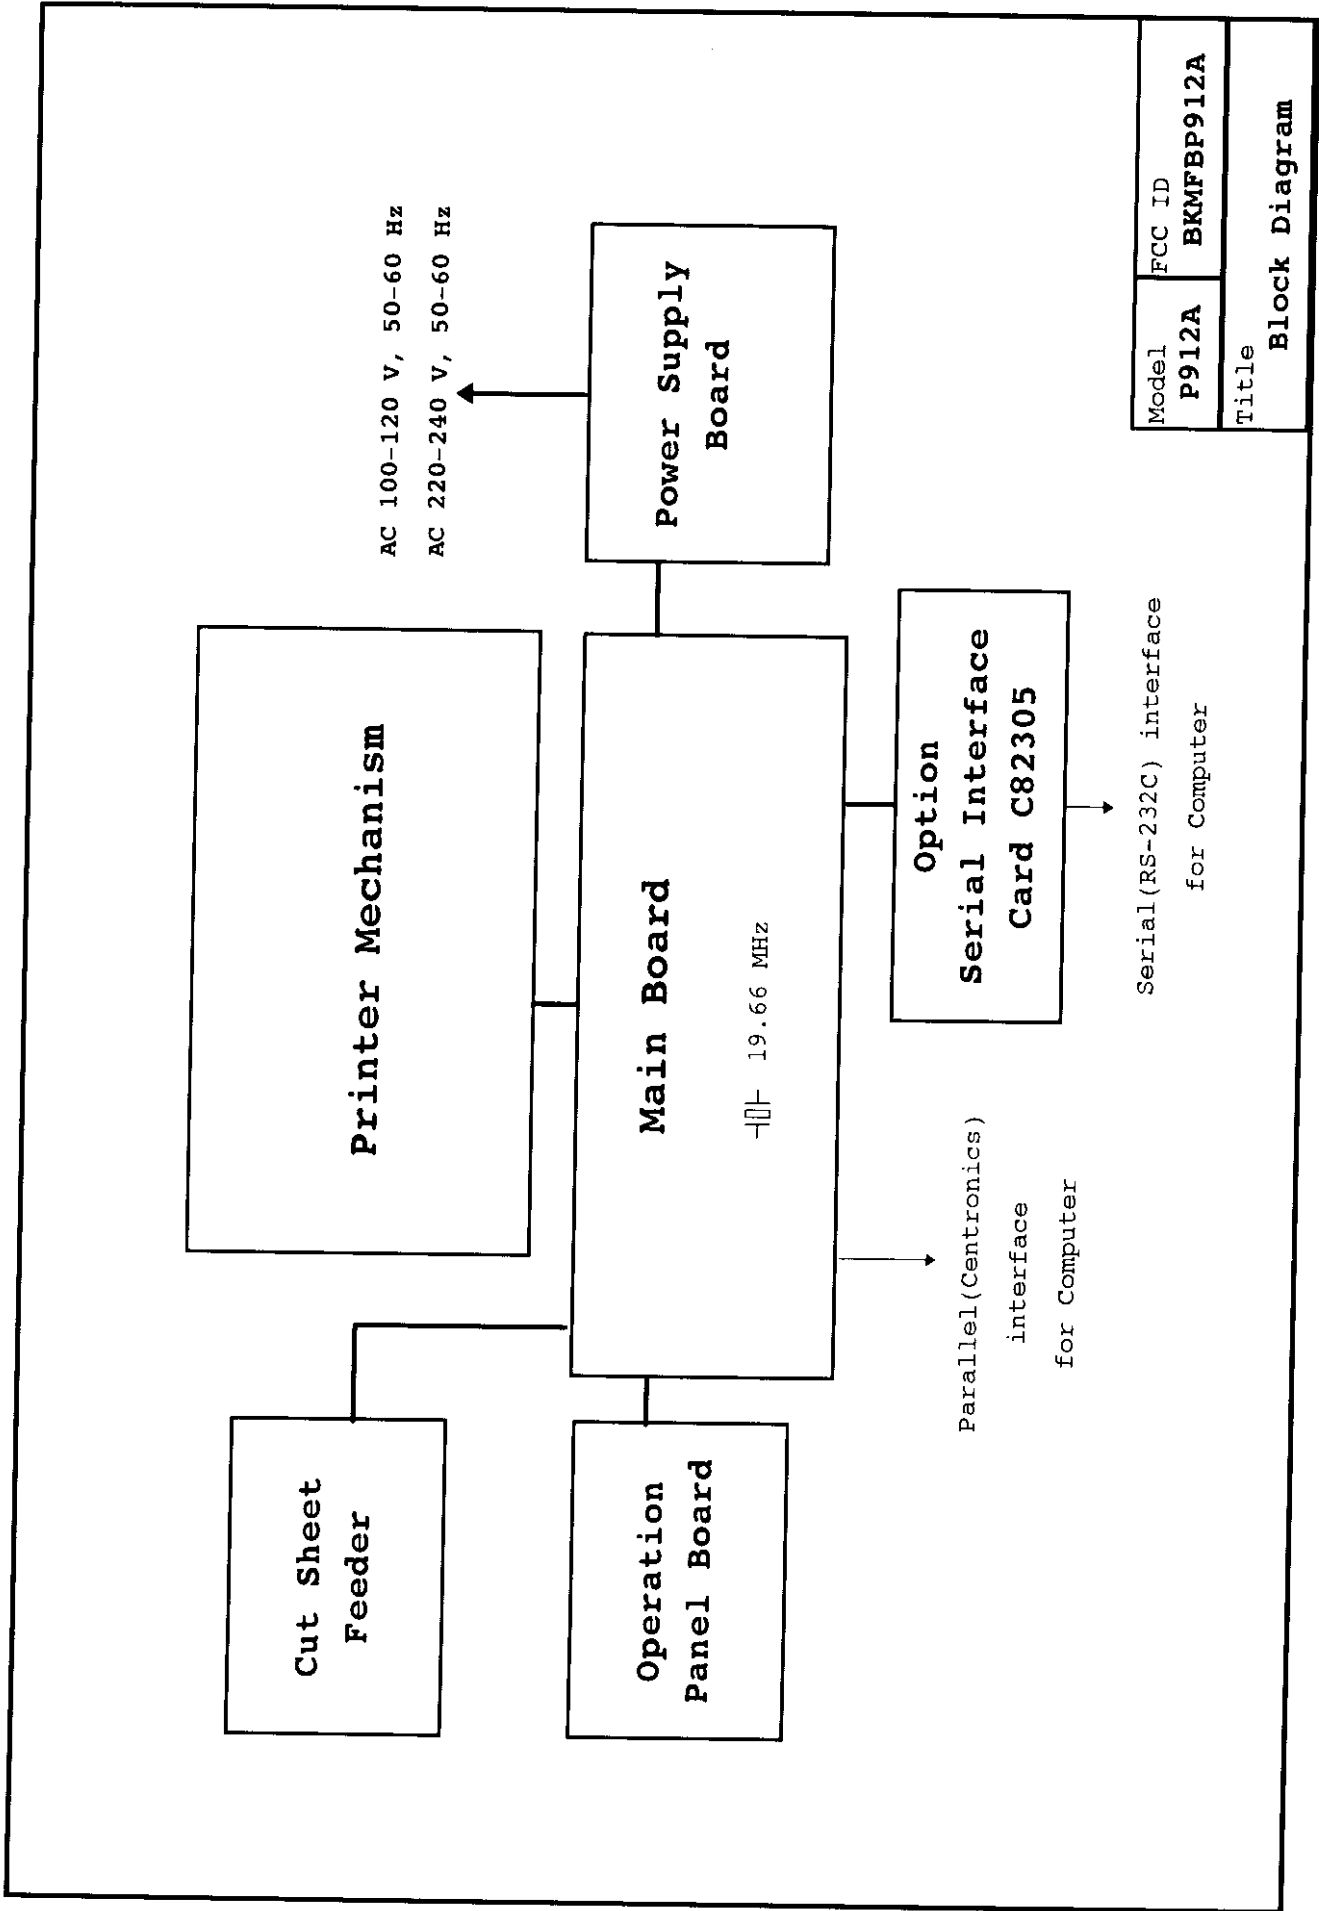 AC 100-120 V, 50-60 Hz
AC 220-240 V, 50-60 Hz
Printer Mechanism
Cut Sheet
Feeder
Power Supply
Board
Main Board
19.66 MHz
Operation
Panel Board
Option
Serial Interface
Card C82305
Parallel(Centronics)
interface
for Computer
Serial(RS-232C) interface
for Computer
Model
P912A
FCC ID
BKMFBP912A
Title
Block Diagram